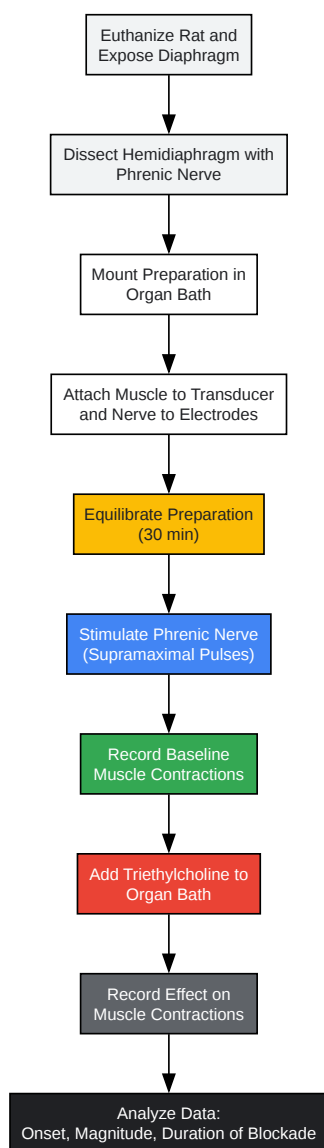 Euthanize Rat and
Expose Diaphragm
Dissect Hemidiaphragm with
Phrenic Nerve
Mount Preparation in
Organ Bath
Attach Muscle to Transducer
and Nerve to Electrodes
Equilibrate Preparation
(30 min)
Stimulate Phrenic Nerve
(Supramaximal Pulses)
Record Baseline
Muscle Contractions
Add Triethylcholine to
Organ Bath
Record Effect on
Muscle Contractions
Analyze Data:
Onset, Magnitude, Duration of Blockade